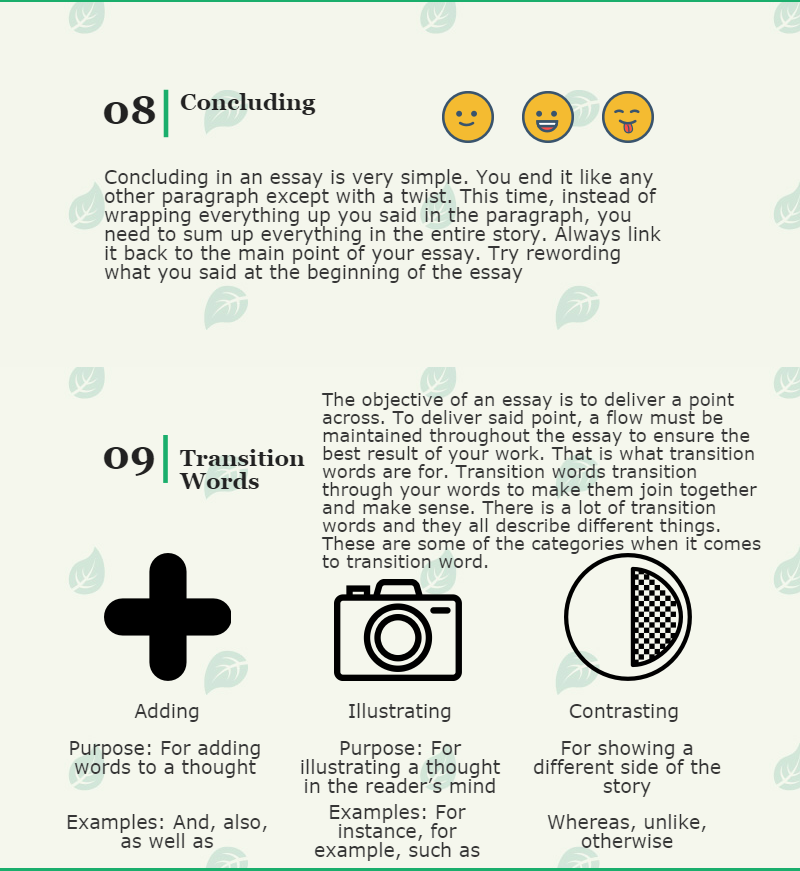 08
Concluding
Concluding in an essay is very simple. You end it like any
other paragraph except with a twist. This time, instead of
wrapping everything up you said in the paragraph, you
need to sum up everything in the entire story. Always link
it back to the main point of your essay. Try rewording
what you said at the beginning of the essay
09
Transition
Words
The objective of an essay is to deliver a point
across. To deliver said point, a flow must be
maintained throughout the essay to ensure the
best result of your work. That is what transition
words are for. Transition words transition
through your words to make them join together
and make sense. There is a lot of transition
words and they all describe different things.
These are some of the categories when it comes
to transition word.
Adding
Purpose: For adding
words to a thought
Examples: And, also,
as well as
Illustrating
Purpose: For
illustrating a thought
in the reader’s mind
Examples: For
instance, for
example, such as
Contrasting
For showing a
different side of the
story
Whereas, unlike,
otherwise